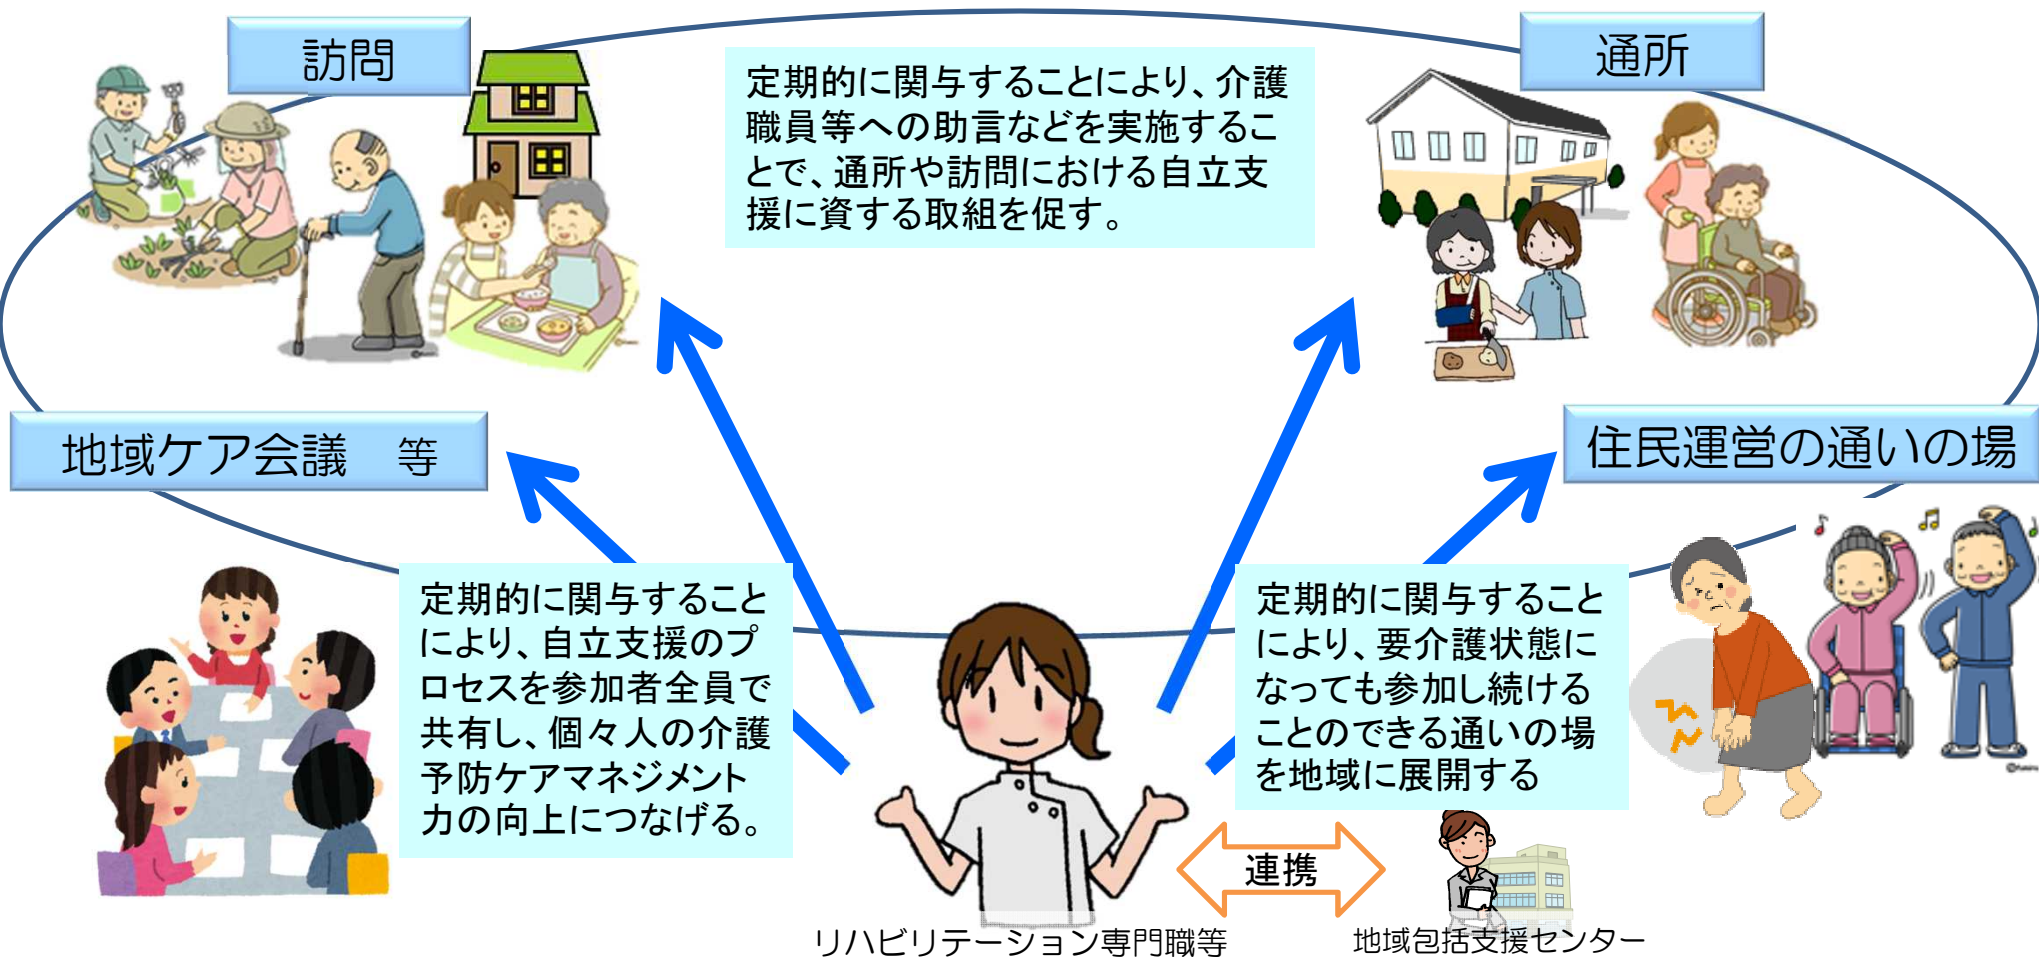 訪問
通所
定期的に関与することにより、介護
職員等への助言などを実施するこ
とで、通所や訪問における自立支
援に資する取組を促す。
地域ケア会議　等
住民運営の通いの場
定期的に関与すること
により、自立支援のプ
ロセスを参加者全員で
共有し、個々人の介護
予防ケアマネジメント
力の向上につなげる。
定期的に関与すること
により、要介護状態に
なっても参加し続ける
ことのできる通いの場
を地域に展開する
連携
リハビリテーション専門職等
地域包括支援センター